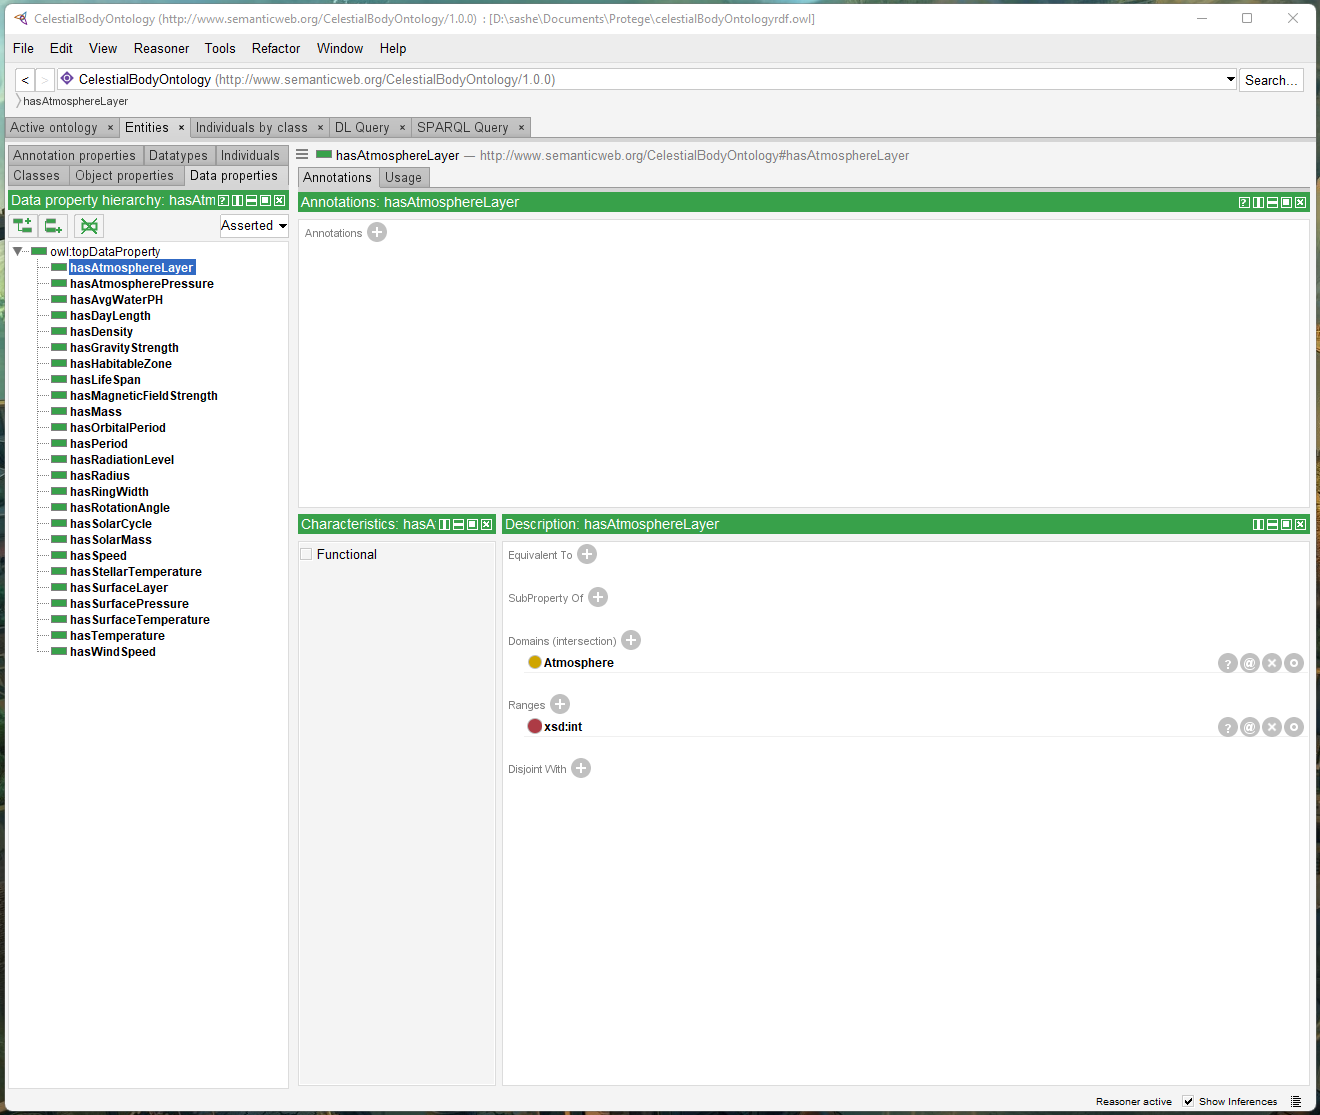 CelestialBodyOntology (http://www.semanticweb.org/CelestialBodyOntology/1.0.0) : [D:\sashe\Documents\Protege\celestialBodyOntologyrdf.owl]
File Edit View Reasoner Tools Refactor Window Help
< > CelestialBodyOntology (http://www.semanticweb.org/CelestialBodyOntology/1.0.0) Search...
hasAtmosphereLayer
Active ontology × Entities × Individuals by class × DL Query × SPARQL Query ×
Annotation properties Datatypes Individuals
Classes Object properties Data properties
hasAtmosphereLayer — http://www.semanticweb.org/CelestialBodyOntology#hasAtmosphereLayer
Annotations Usage
Data property hierarchy: hasAtm
Asserted
owl:topDataProperty
hasAtmosphereLayer
hasAtmospherePressure
hasAvgWaterPH
hasDayLength
hasDensity
hasGravityStrength
hasHabitableZone
hasLifeSpan
hasMagneticFieldStrength
hasMass
hasOrbitalPeriod
hasPeriod
hasRadiationLevel
hasRadius
hasRingWidth
hasRotationAngle
hasSolarCycle
hasSolarMass
hasSpeed
hasStellarTemperature
hasSurfaceLayer
hasSurfacePressure
hasSurfaceTemperature
hasTemperature
hasWindSpeed
Annotations: hasAtmosphereLayer
Annotations
Characteristics: hasA
Functional
Description: hasAtmosphereLayer
Equivalent To
SubProperty Of
Domains (intersection)
Atmosphere
Ranges
xsd:int
Disjoint With
Reasoner active Show Inferences